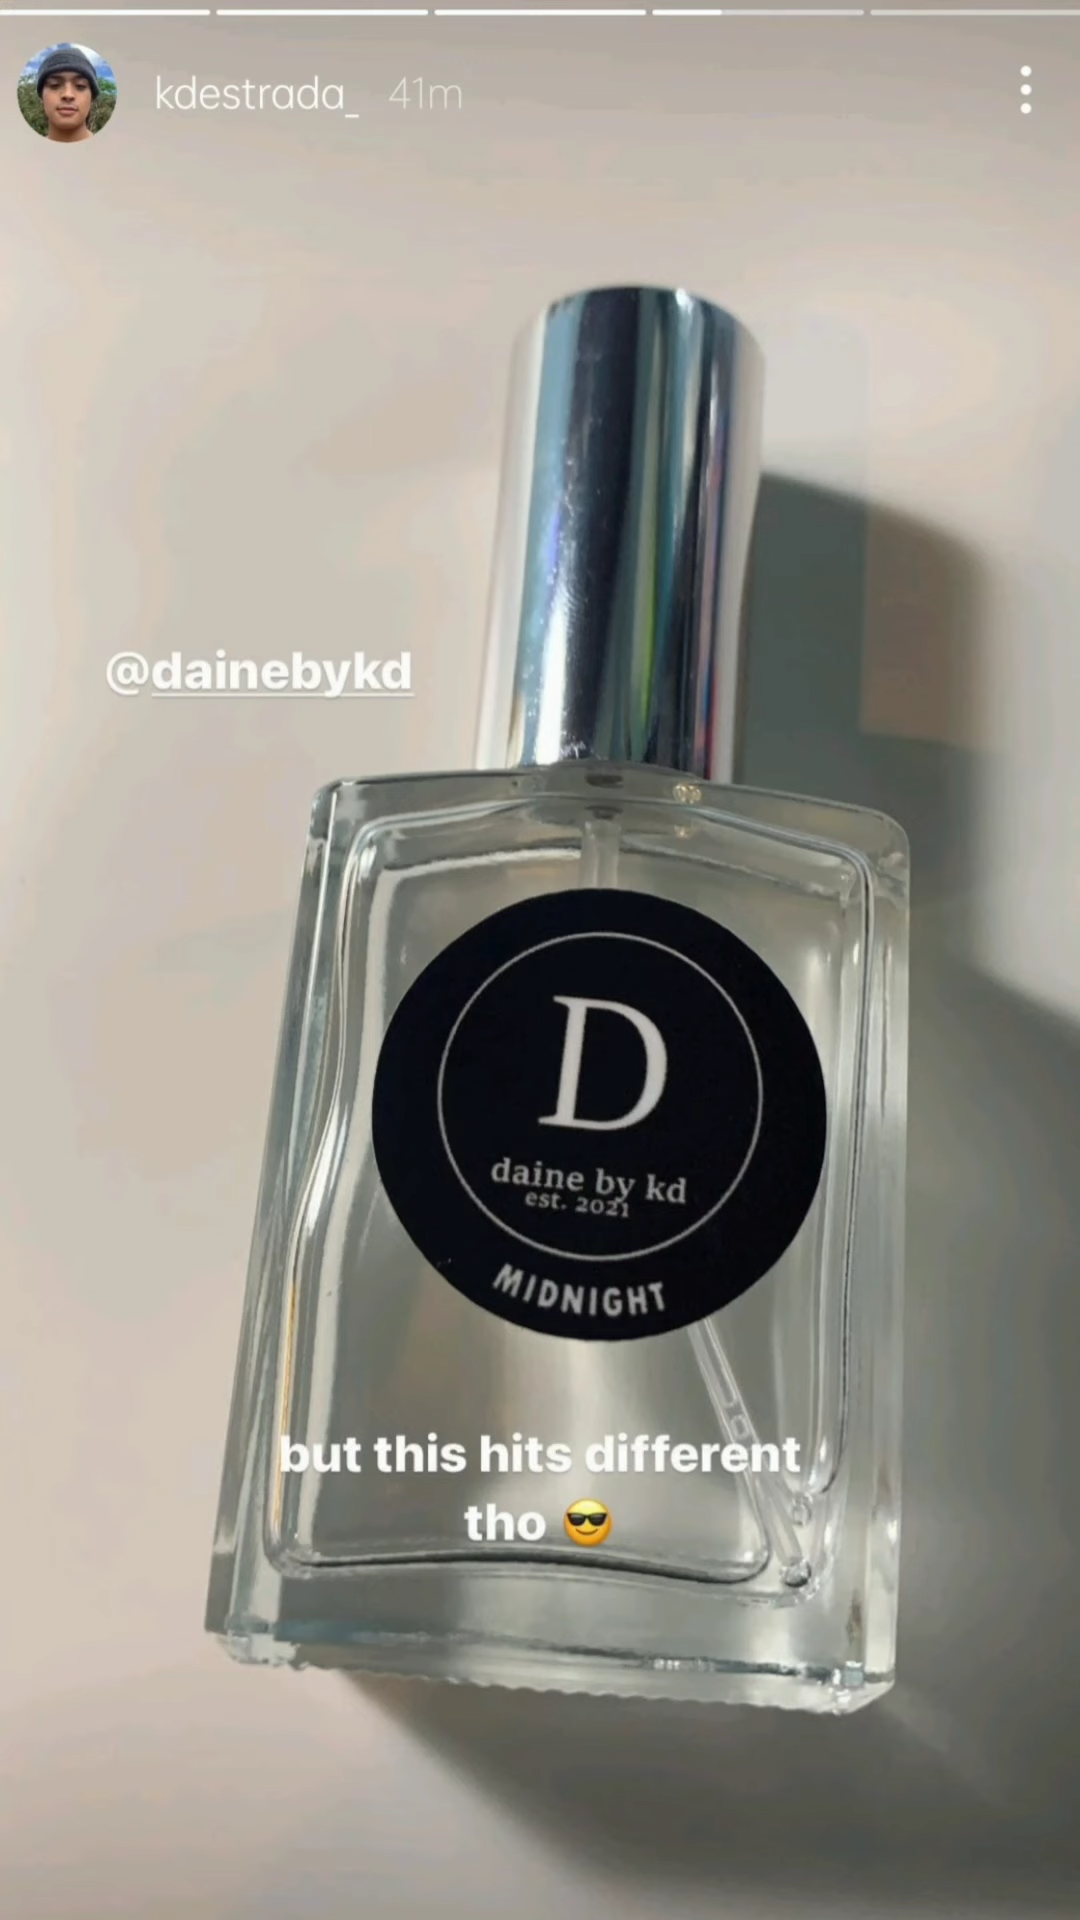 kdestrada_ 41m
@dainebykd
D
daine by kd
est. 2021
MIDNIGHT
but this hits different
tho 😎